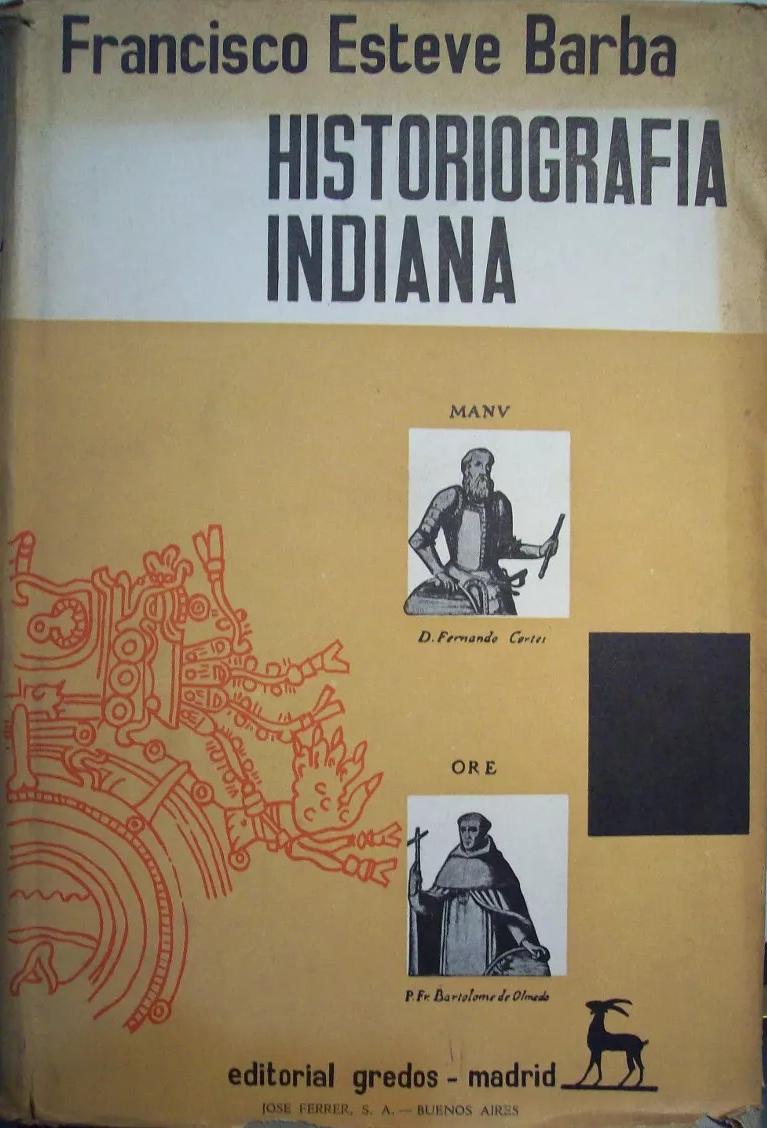 Francisco Esteve Barba
HISTORIOGRAFIA
INDIANA
MANV
D. Fernando Cortes
ORE
P. Fr. Bartolome de Olmedo
editorial gredos - madrid
JOSE FERRER, S. A. — BUENOS AIRES